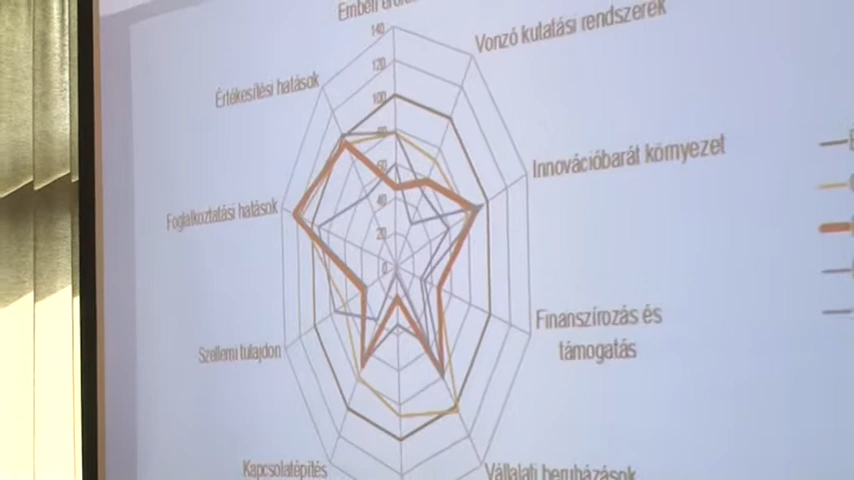 Emberi
140
Vonzó kutatási rendszerek
120
Értékesítési hatások
100
80
60
Innovációbarát környezet
40
Foglalkoztatási hatások
20
0
Finanszírozás és
támogatás
Szellemi tulajdon
Kapcsolatépítés
Vállalati beruházások